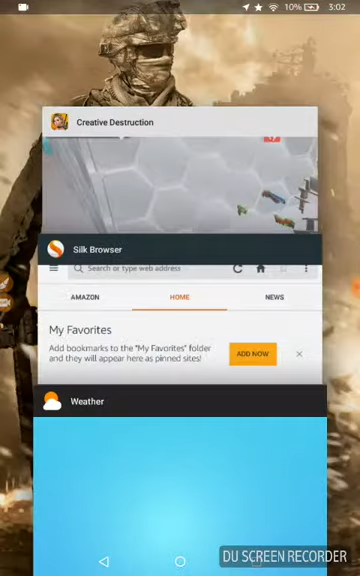 10%
3:02
Creative Destruction
Silk Browser
Search or type web address
AMAZON
HOME
NEWS
My Favorites
Add bookmarks to the "My Favorites" folder
and they will appear here as pinned sites!
ADD NOW
Weather
DU SCREEN RECORDER